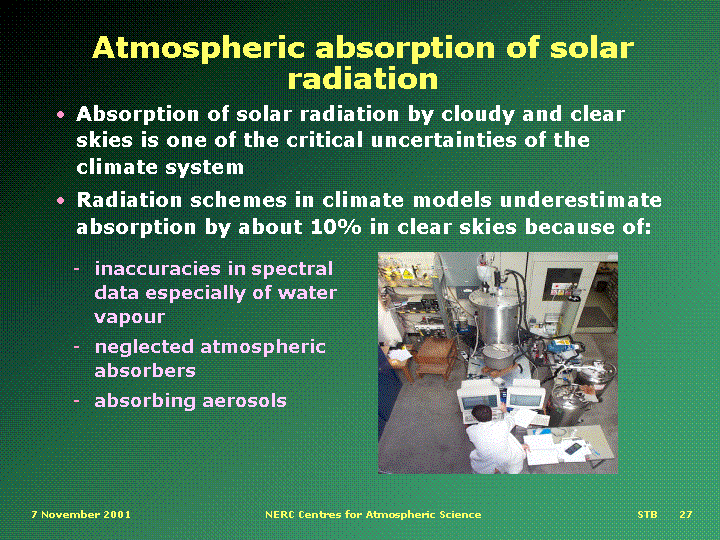 Atmospheric absorption of solar
radiation
• Absorption of solar radiation by cloudy and clear
skies is one of the critical uncertainties of the
climate system
• Radiation schemes in climate models underestimate
absorption by about 10% in clear skies because of:
- inaccuracies in spectral
data especially of water
vapour
- neglected atmospheric
absorbers
- absorbing aerosols
7 November 2001 NERC Centres for Atmospheric Science STB 27